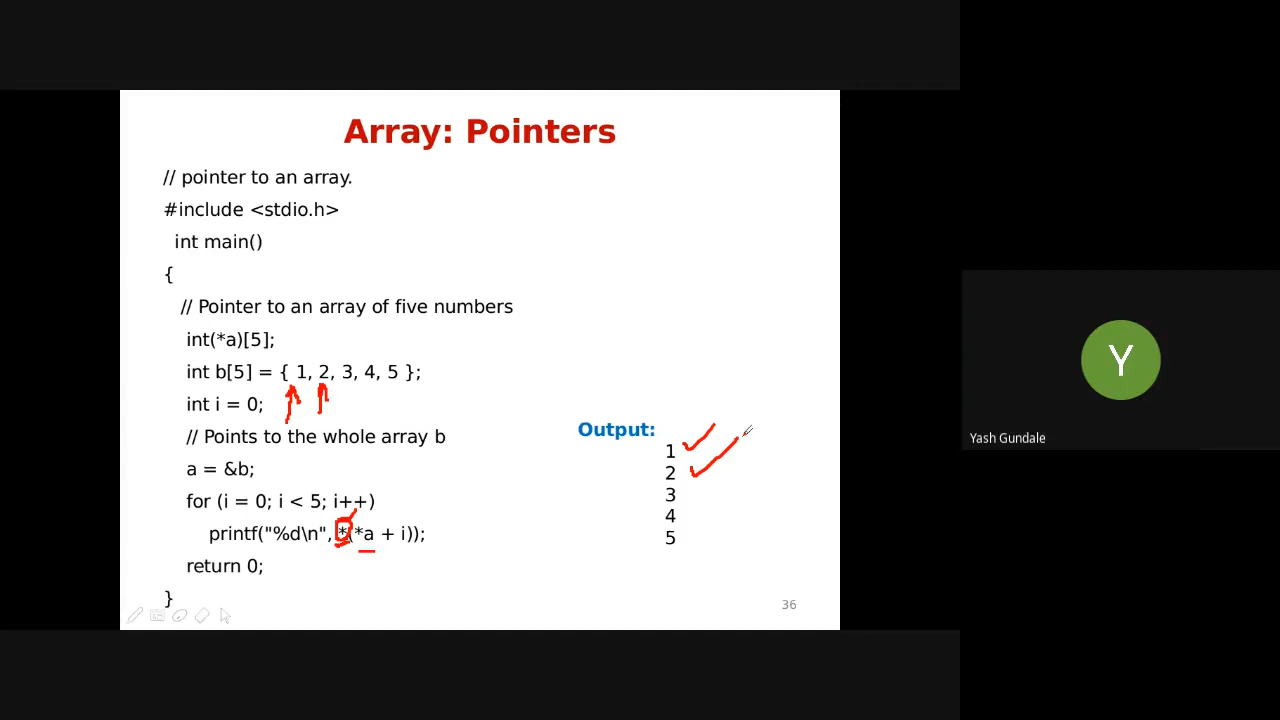 Array: Pointers
// pointer to an array.
#include <stdio.h>
int main()
{
// Pointer to an array of five numbers
int(*a)[5];
int b[5] = { 1, 2, 3, 4, 5 };
int i = 0;
// Points to the whole array b
a = &b;
for (i = 0; i < 5; i++)
printf("%d\n", *(*a + i));
return 0;
}
Output:
1
2
3
4
5
36
Y
Yash Gundale